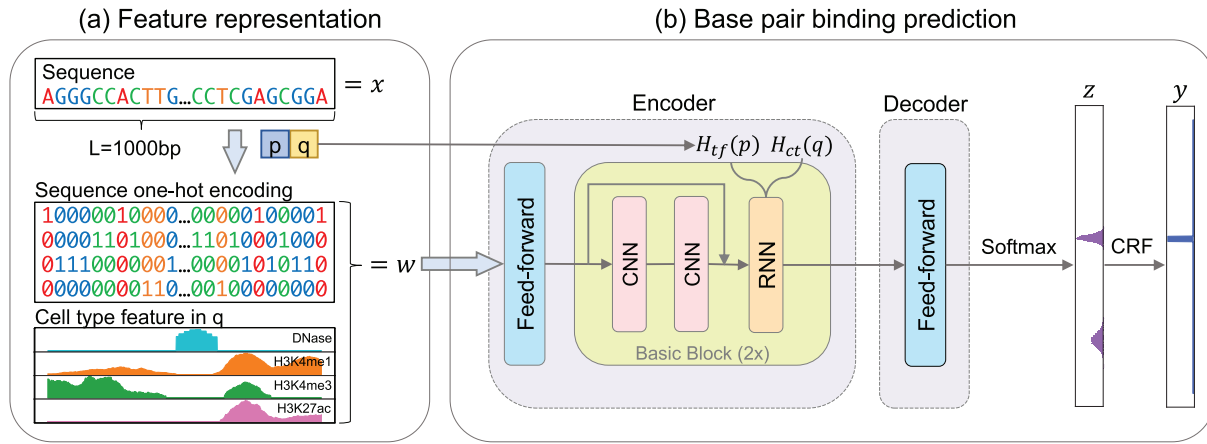 (a) Feature representation
Sequence
AGGGCCACTTG...CCTCGAGCGGA
= x
L=1000bp
p q
Sequence one-hot encoding
10000010000...00000100001
00001101000...11010001000
01110000001...00001010110
00000000110...00100000000
= w
Cell type feature in q
DNase
H3K4me1
H3K4me3
H3K27ac
(b) Base pair binding prediction
Encoder
H_tf(p) H_ct(q)
Feed-forward
CNN
CNN
RNN
Basic Block (2x)
Decoder
Feed-forward
Softmax
z
CRF
y